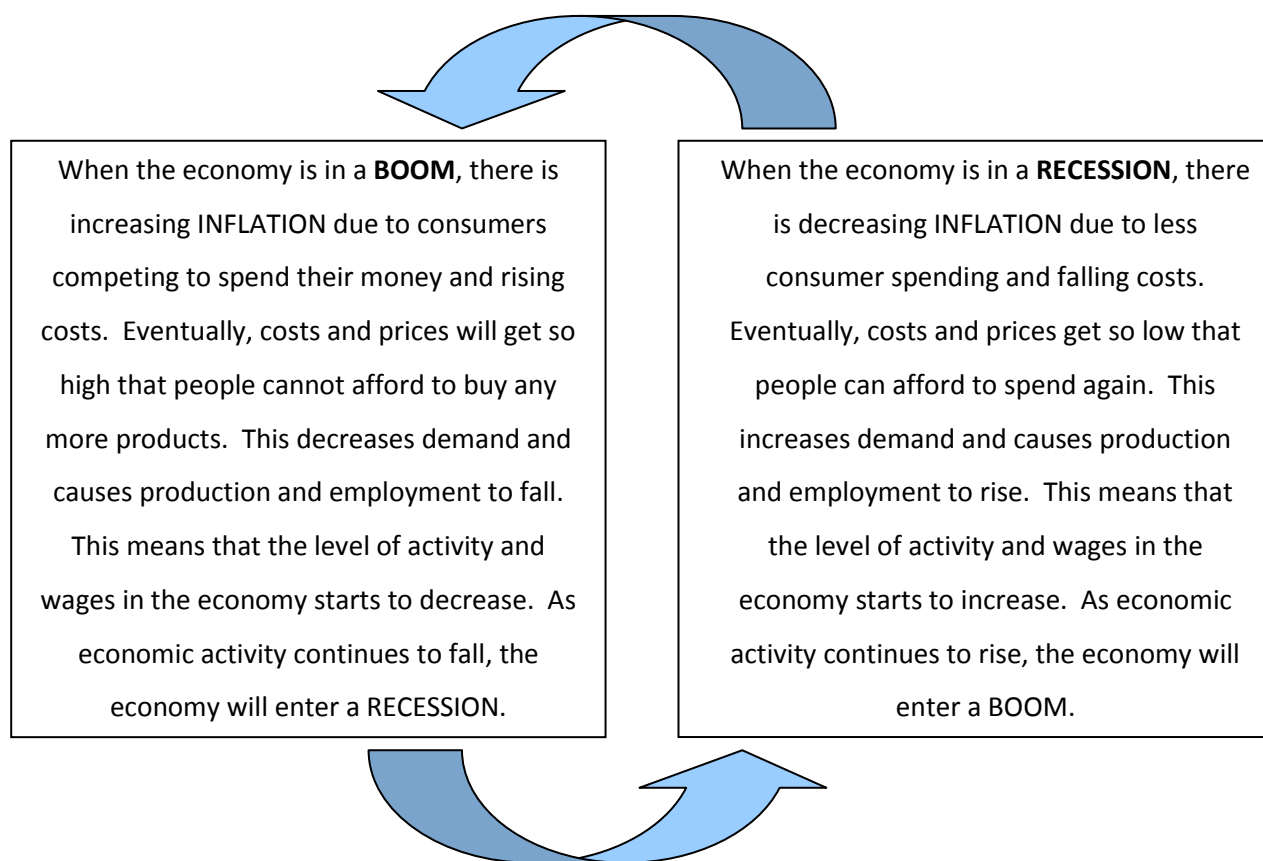 When the economy is in a BOOM, there is
increasing INFLATION due to consumers
competing to spend their money and rising
costs.  Eventually, costs and prices will get so
high that people cannot afford to buy any
more products.  This decreases demand and
causes production and employment to fall.
This means that the level of activity and
wages in the economy starts to decrease.  As
economic activity continues to fall, the
economy will enter a RECESSION.
When the economy is in a RECESSION, there
is decreasing INFLATION due to less
consumer spending and falling costs.
Eventually, costs and prices get so low that
people can afford to spend again.  This
increases demand and causes production
and employment to rise.  This means that
the level of activity and wages in the
economy starts to increase.  As economic
activity continues to rise, the economy will
enter a BOOM.